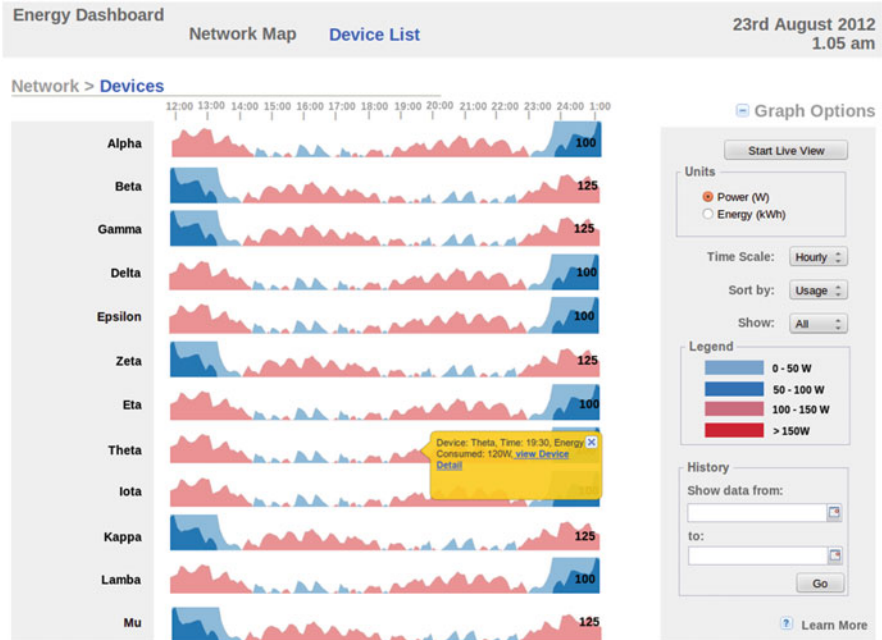 Energy Dashboard
Network Map
Device List
23rd August 2012
1.05 am
Network > Devices
12:00 13:00 14:00 15:00 16:00 17:00 18:00 19:00 20:00 21:00 22:00 23:00 24:00 1:00
Graph Options
Alpha 100
Beta 125
Gamma 125
Delta 100
Epsilon 100
Zeta 125
Eta 100
Theta
Device: Theta, Time: 19:30, Energy
Consumed: 120W, view Device
Detail
Iota 100
Kappa 125
Lamba 100
Mu 125
Start Live View
Units
Power (W)
Energy (kWh)
Time Scale: Hourly
Sort by: Usage
Show: All
Legend
0 - 50 W
50 - 100 W
100 - 150 W
> 150W
History
Show data from:
to:
Go
? Learn More